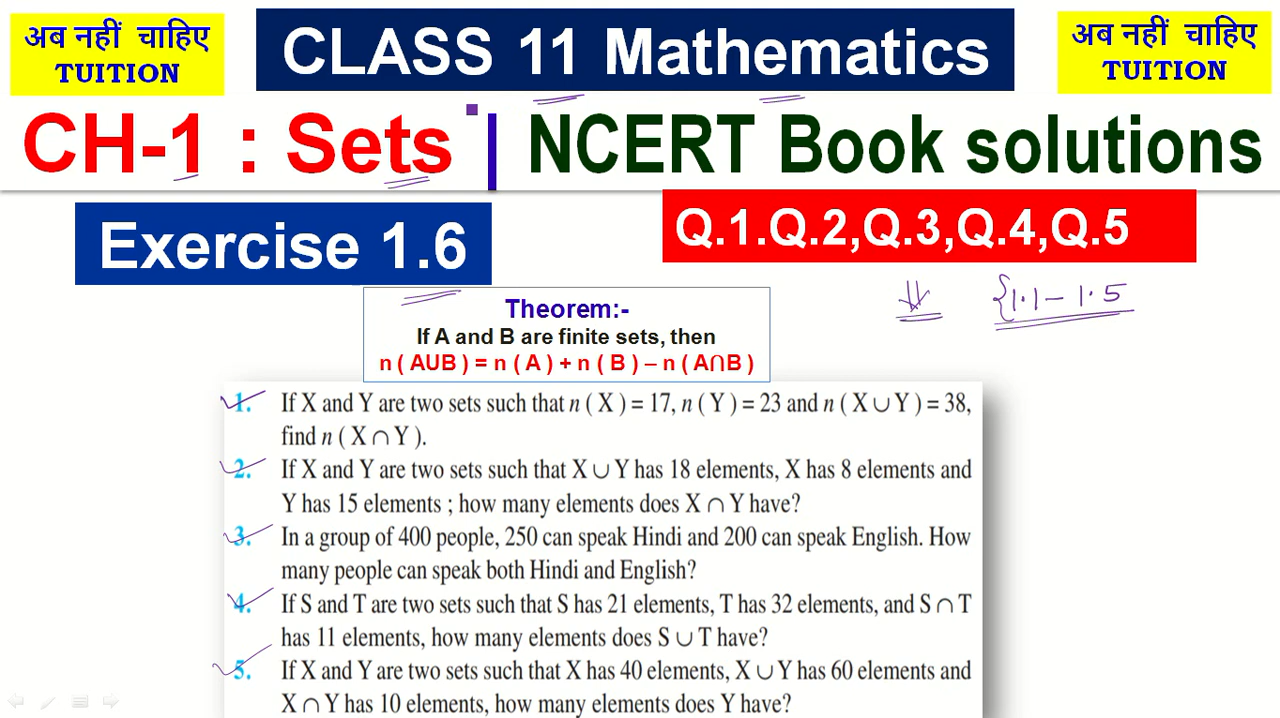 अब नहीं चाहिए
TUITION
CLASS 11 Mathematics
अब नहीं चाहिए
TUITION
CH-1 : Sets | NCERT Book solutions
Exercise 1.6
Q.1.Q.2,Q.3,Q.4,Q.5
{1.1 – 1.5
Theorem:-
If A and B are finite sets, then
n ( AUB ) = n ( A ) + n ( B ) – n ( A∩B )
1. If X and Y are two sets such that n ( X ) = 17, n ( Y ) = 23 and n ( X ∪ Y ) = 38,
find n ( X ∩ Y ).
2. If X and Y are two sets such that X ∪ Y has 18 elements, X has 8 elements and
Y has 15 elements ; how many elements does X ∩ Y have?
3. In a group of 400 people, 250 can speak Hindi and 200 can speak English. How
many people can speak both Hindi and English?
4. If S and T are two sets such that S has 21 elements, T has 32 elements, and S ∩ T
has 11 elements, how many elements does S ∪ T have?
5. If X and Y are two sets such that X has 40 elements, X ∪ Y has 60 elements and
X ∩ Y has 10 elements, how many elements does Y have?